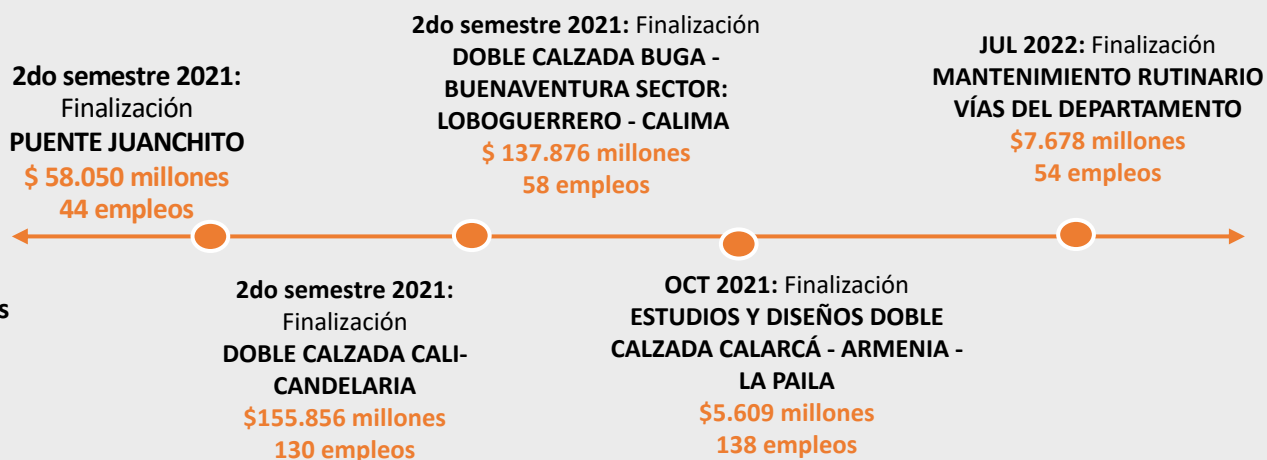 2do semestre 2021:
Finalización
PUENTE JUANCHITO
$ 58.050 millones
44 empleos
2do semestre 2021: Finalización
DOBLE CALZADA BUGA -
BUENAVENTURA SECTOR:
LOBOGUERRERO - CALIMA
$ 137.876 millones
58 empleos
JUL 2022: Finalización
MANTENIMIENTO RUTINARIO
VÍAS DEL DEPARTAMENTO
$7.678 millones
54 empleos
s
2do semestre 2021:
Finalización
DOBLE CALZADA CALI-
CANDELARIA
$155.856 millones
130 empleos
OCT 2021: Finalización
ESTUDIOS Y DISEÑOS DOBLE
CALZADA CALARCÁ - ARMENIA -
LA PAILA
$5.609 millones
138 empleos